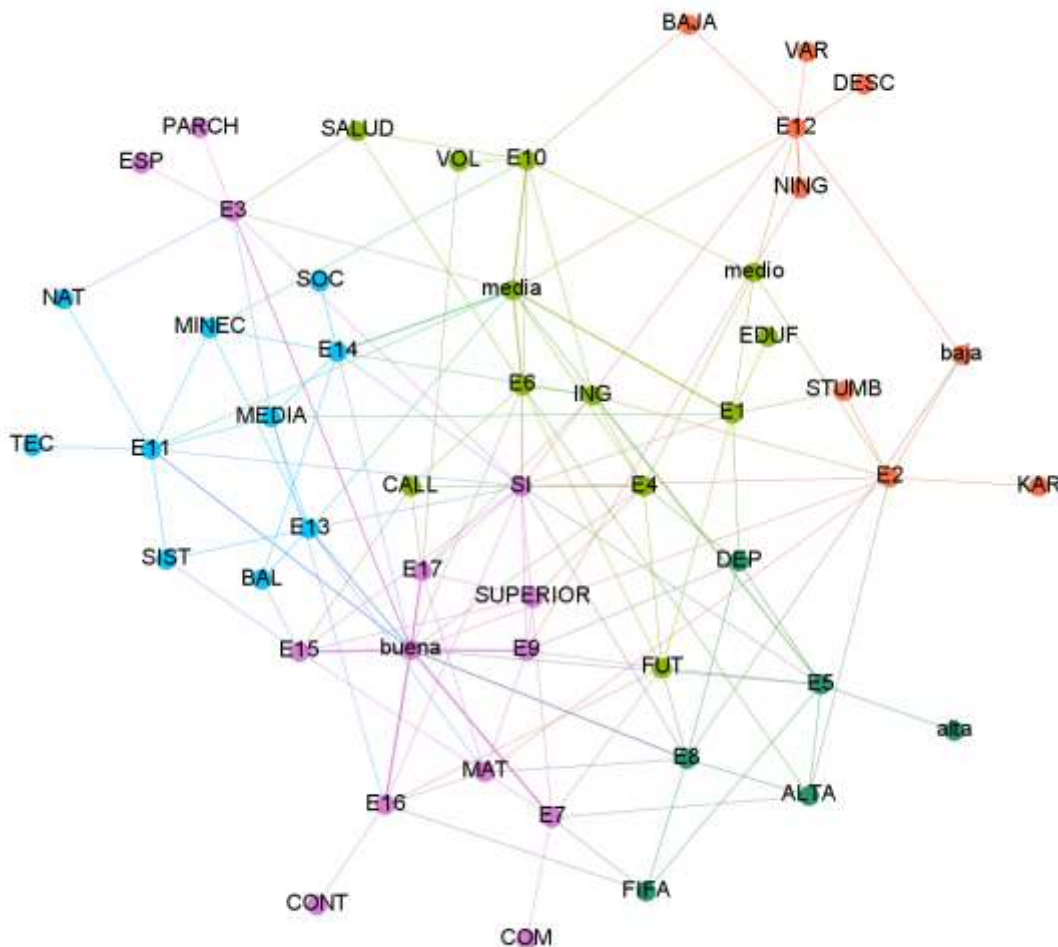 BAJA
VAR
DESC
PARCH
SALUD
E12
ESP
VOL
E10
NING
E3
SOC
medio
NAT
media
MINEC
EDUF
E14
baja
E6
ING
STUMB
MEDIA
E1
TEC
E11
CALL
SI
E4
E2
KAR
E13
SIST
BAL
E17
DEP
SUPERIOR
E15
buena
E9
FUT
E5
alta
E8
MAT
ALTA
E16
E7
FIFA
CONT
COM